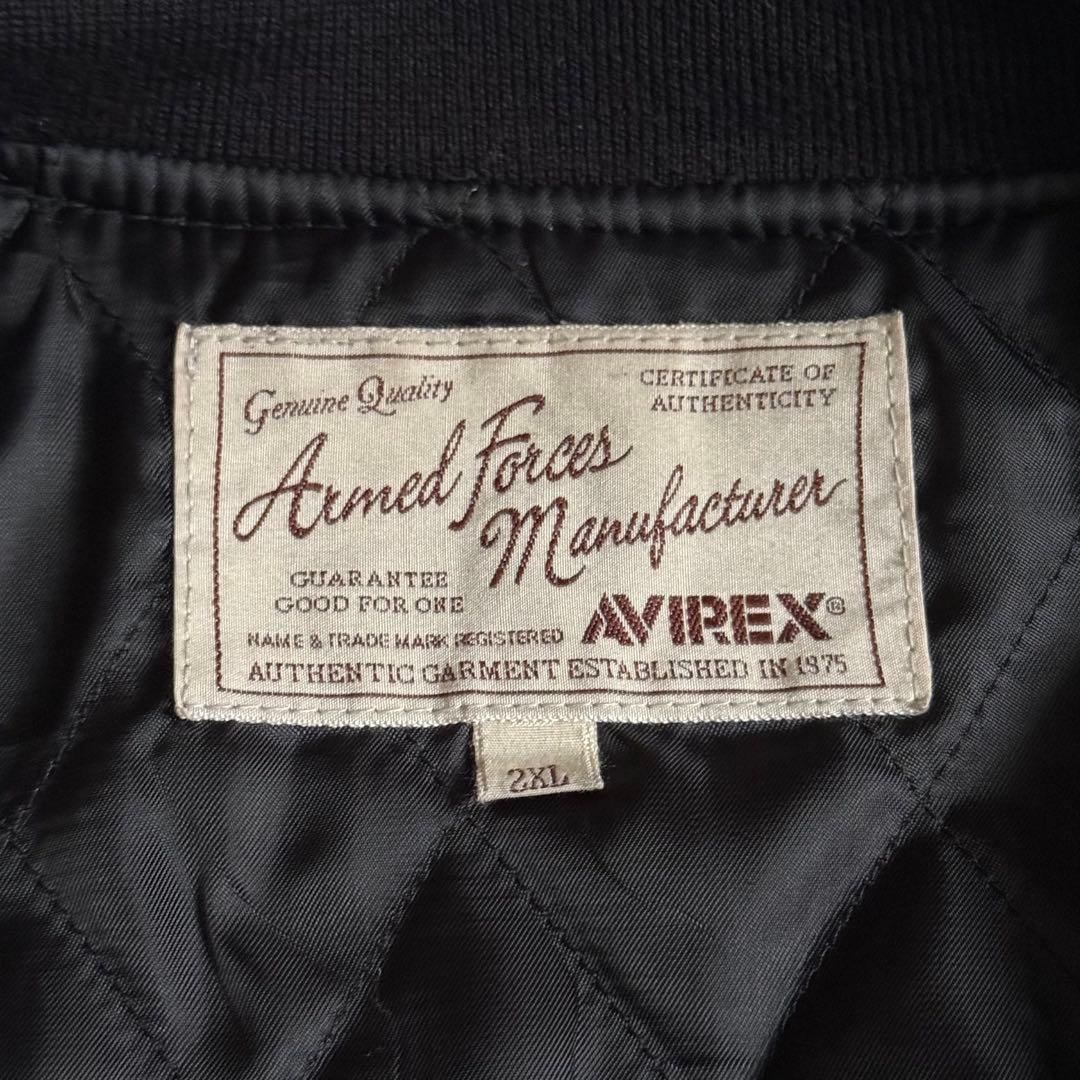 Genuine Quality
CERTIFICATE OF
AUTHENTICITY
Armed Forces
Manufacturer
GUARANTEE
GOOD FOR ONE
NAME & TRADE MARK REGISTERED
AVIREX®
AUTHENTIC GARMENT ESTABLISHED IN 1975
2XL